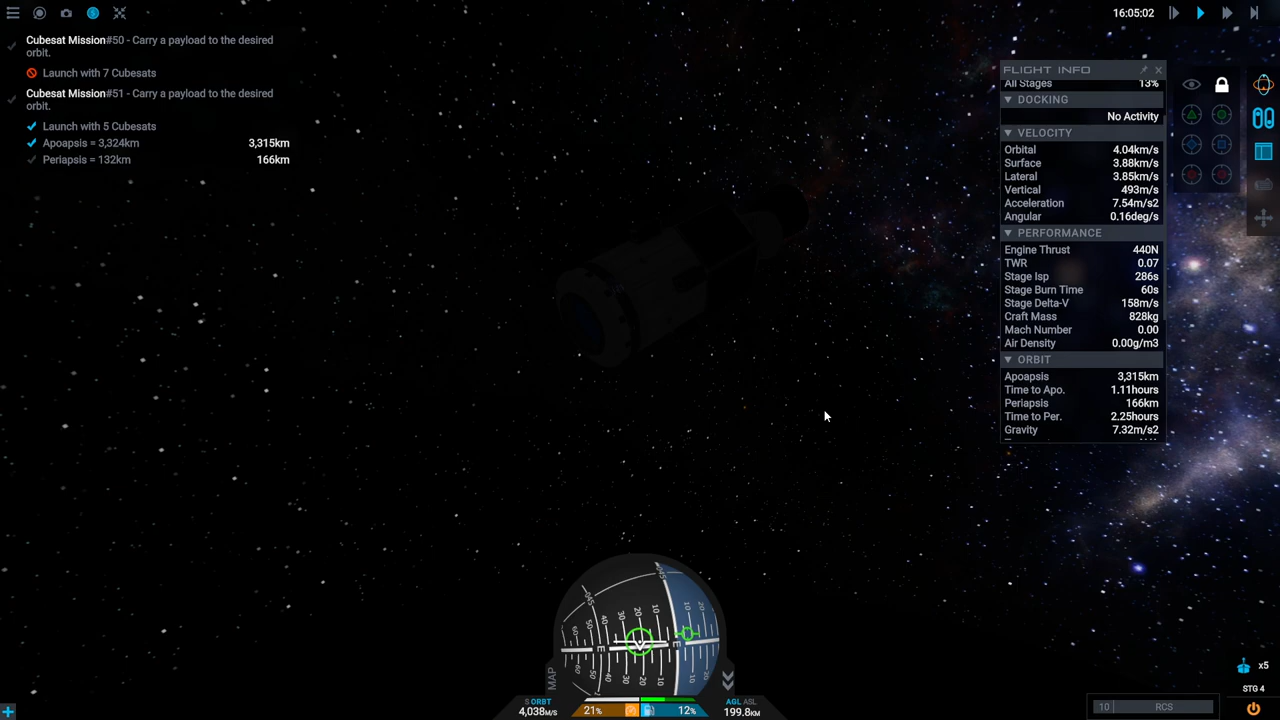 16:05:02
Cubesat Mission#50 - Carry a payload to the desired
orbit.
Launch with 7 Cubesats
Cubesat Mission#51 - Carry a payload to the desired
orbit.
Launch with 5 Cubesats
Apoapsis = 3,324km 3,315km
Periapsis = 132km 166km
FLIGHT INFO
All Stages 13%
DOCKING
No Activity
VELOCITY
Orbital 4.04km/s
Surface 3.88km/s
Lateral 3.85km/s
Vertical 493m/s
Acceleration 7.54m/s2
Angular 0.16deg/s
PERFORMANCE
Engine Thrust 440N
TWR 0.07
Stage Isp 286s
Stage Burn Time 60s
Stage Delta-V 158m/s
Craft Mass 828kg
Mach Number 0.00
Air Density 0.00g/m3
ORBIT
Apoapsis 3,315km
Time to Apo. 1.11hours
Periapsis 166km
Time to Per. 2.25hours
Gravity 7.32m/s2
MAP
S ORBT
4,038M/S
21%
12%
AGL ASL
199.8KM
x5
STG 4
10 RCS